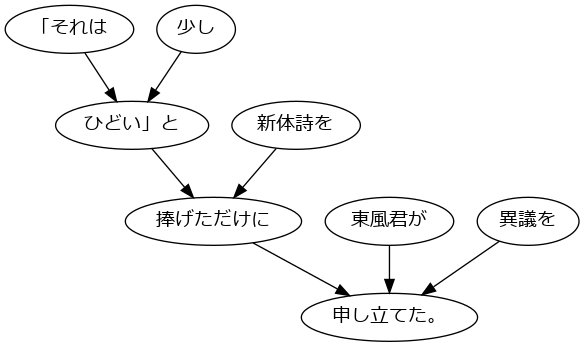 「それは
少し
ひどい」と
新体詩を
捧げただけに
東風君が
異議を
申し立てた。